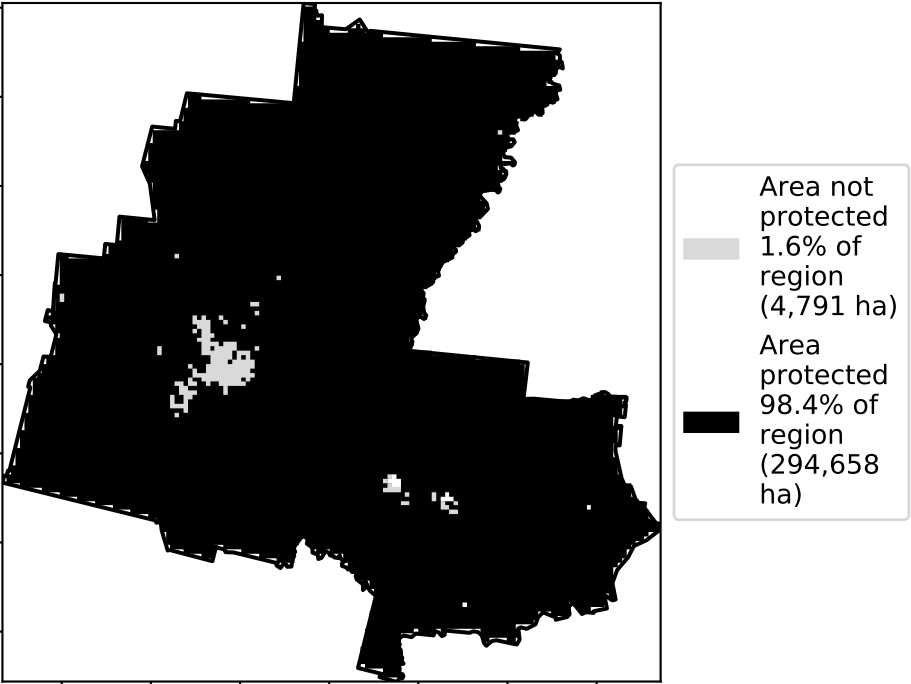 Area not
protected
1.6% of
region
(4,791 ha)
Area
protected
98.4% of
region
(294,658
ha)